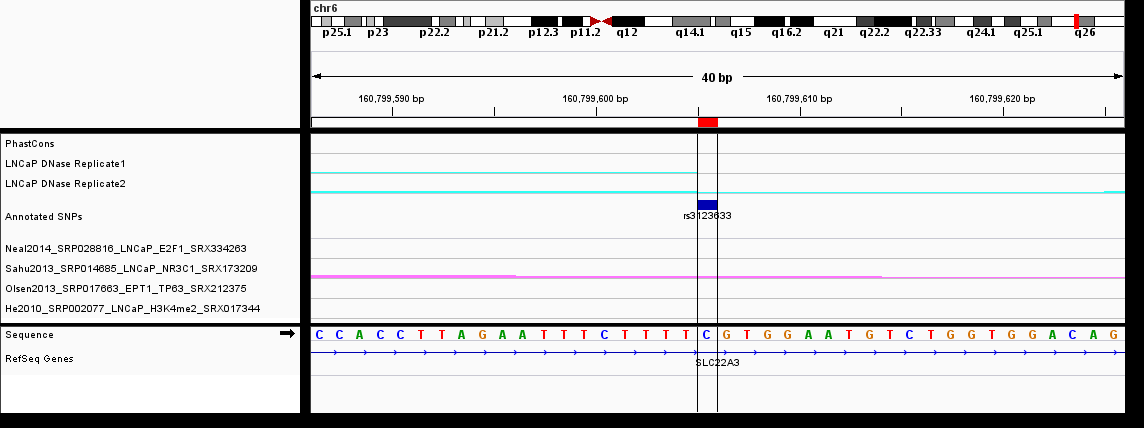 chr6
p25.1 p23 p22.2 p21.2 p12.3 p11.2 q12 q14.1 q15 q16.2 q21 q22.2 q22.33 q24.1 q25.1 q26
40 bp
160,799,590 bp 160,799,600 bp 160,799,610 bp 160,799,620 bp
PhastCons
LNCaP DNase Replicate1
LNCaP DNase Replicate2
Annotated SNPs rs3123633
Neal2014_SRP028816_LNCaP_E2F1_SRX334263
Sahu2013_SRP014685_LNCaP_NR3C1_SRX173209
Olsen2013_SRP017663_EPT1_TP63_SRX212375
He2010_SRP002077_LNCaP_H3K4me2_SRX017344
Sequence C C A C C T T A G A A T T T C T T T T C G T G G A A T G T C T G G T G G A C A G
RefSeq Genes SLC22A3